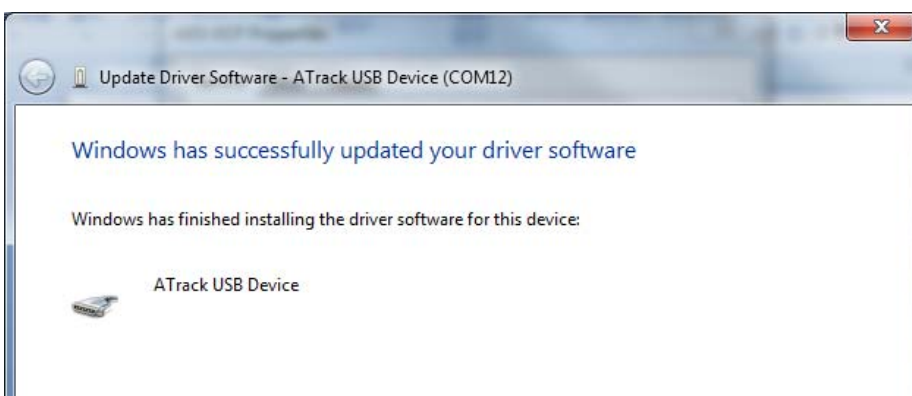 Update Driver Software - ATrack USB Device (COM12)
Windows has successfully updated your driver software
Windows has finished installing the driver software for this device:
ATrack USB Device